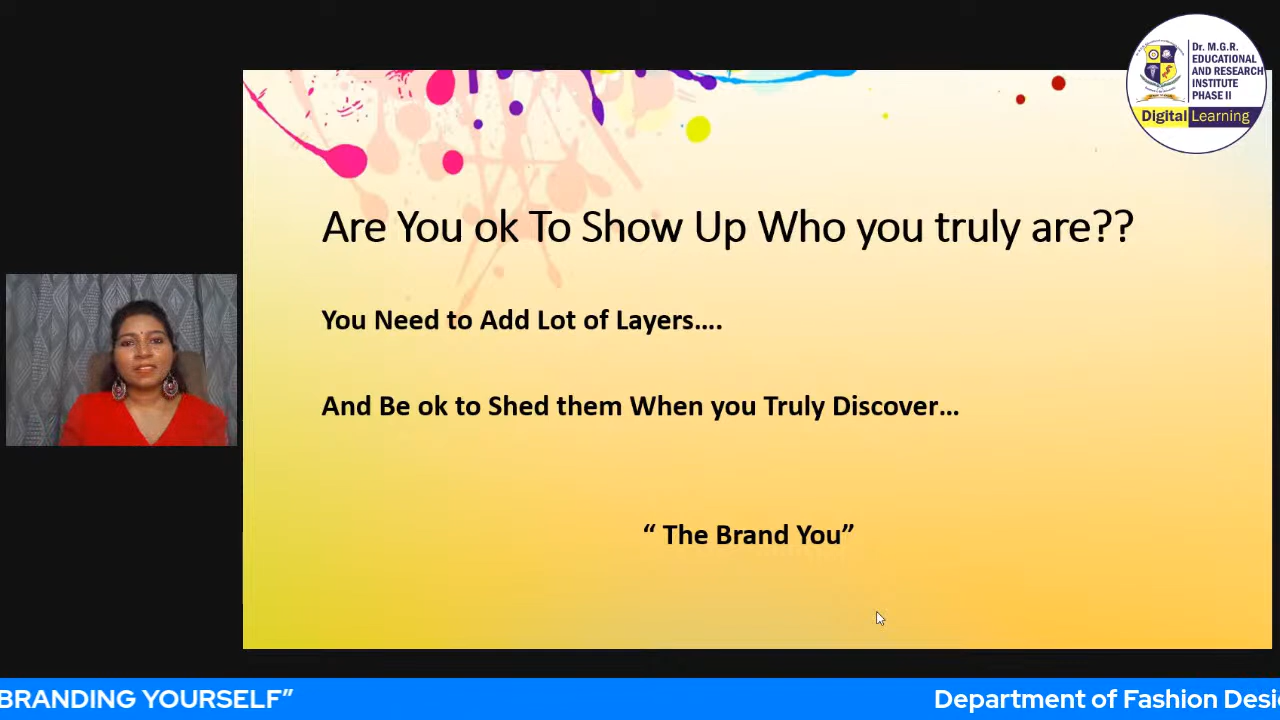 Dr. M.G.R.
EDUCATIONAL
AND RESEARCH
INSTITUTE
PHASE II
Digital Learning
Are You ok To Show Up Who you truly are??
You Need to Add Lot of Layers....
And Be ok to Shed them When you Truly Discover...
“ The Brand You”
BRANDING YOURSELF”
Department of Fashion Desi